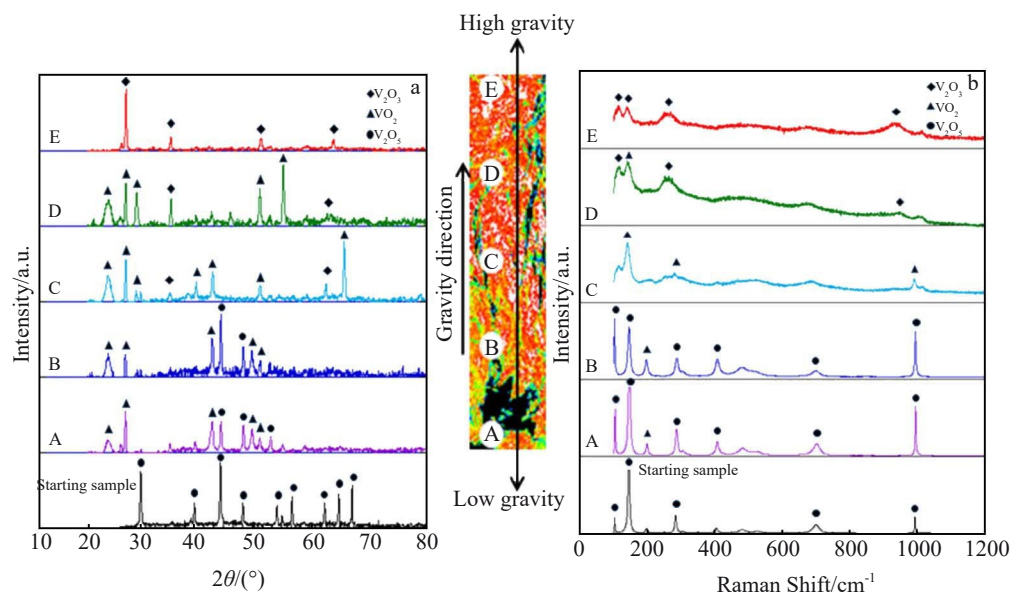 High gravity
a
◆V₂O₃
▲VO₂
●V₂O₅
E
D
C
B
A
Starting sample
Intensity/a.u.
10 20 30 40 50 60 70 80
2θ/(°)
Gravity direction
E
D
C
B
A
Low gravity
b
◆V₂O₃
▲VO₂
●V₂O₅
E
D
C
B
A
Starting sample
Intensity/a.u.
0 200 400 600 800 1000 1200
Raman Shift/cm⁻¹